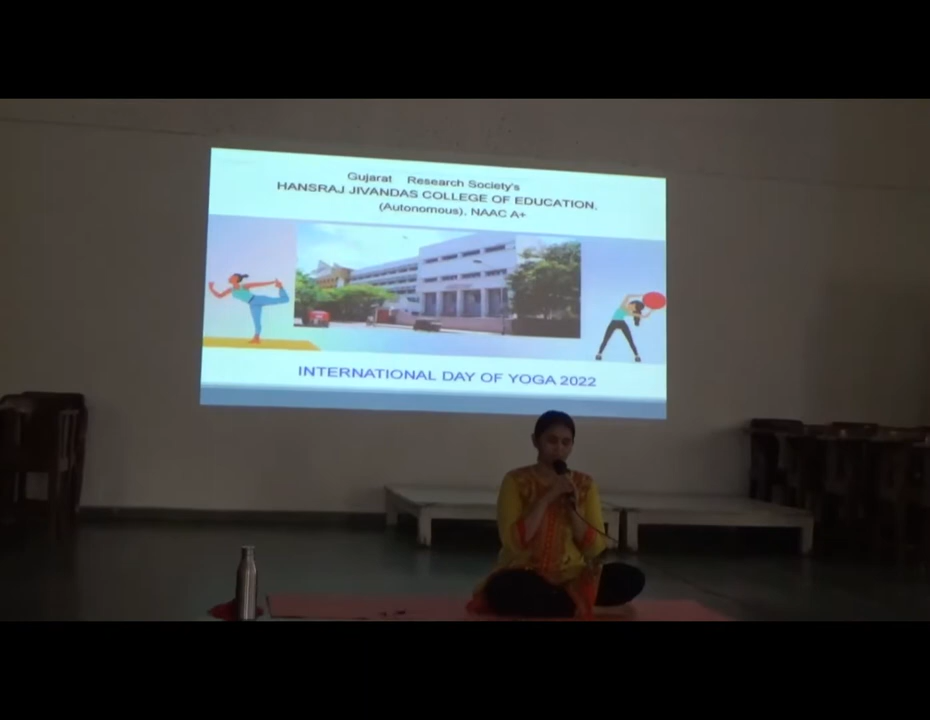 Gujarat Research Society's
HANSRAJ JIVANDAS COLLEGE OF EDUCATION,
(Autonomous), NAAC A+
INTERNATIONAL DAY OF YOGA 2022